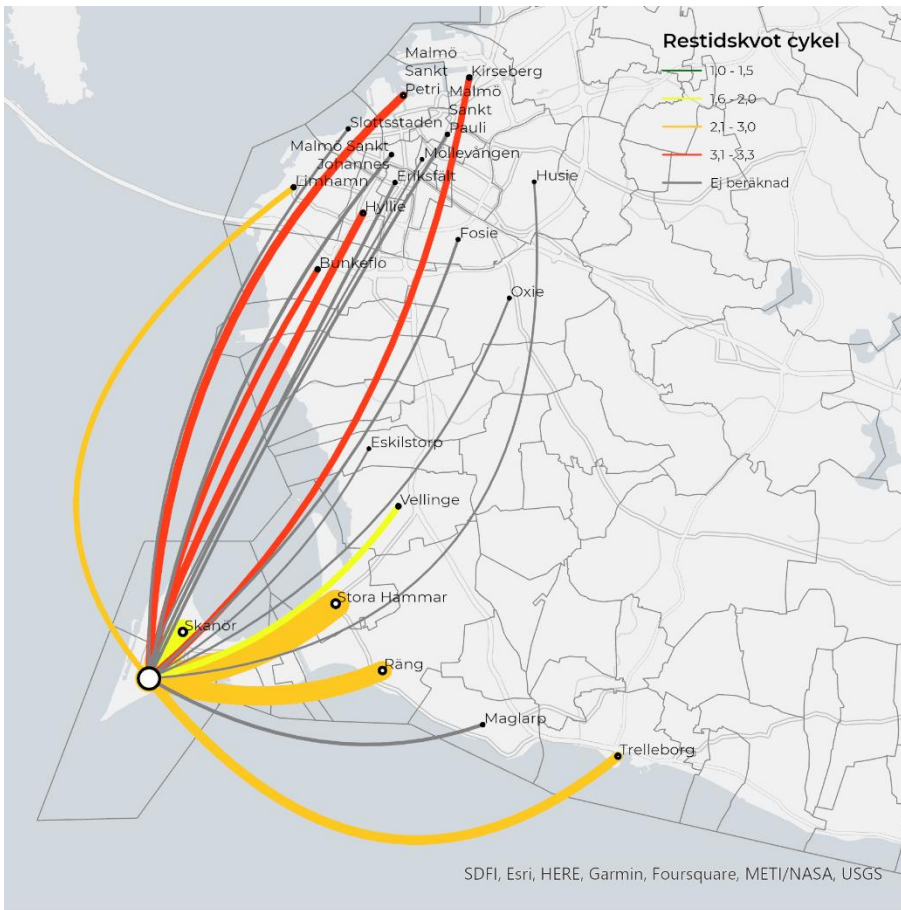 Restidskvot cykel
1,0 - 1,5
1,6 - 2,0
2,1 - 3,0
3,1 - 3,3
Ej beräknad
Malmö
Sankt
Petri
Kirseberg
Malmö
Sankt
Pauli
Slottsstaden
Malmö Sankt
Johannes
Möllevången
Limhamn
Eriksfält
Husie
Hyllie
Fosie
Bunkeflo
Oxie
Eskilstorp
Vellinge
Stora Hammar
Skanör
Räng
Maglarp
Trelleborg
SDFI, Esri, HERE, Garmin, Foursquare, METI/NASA, USGS